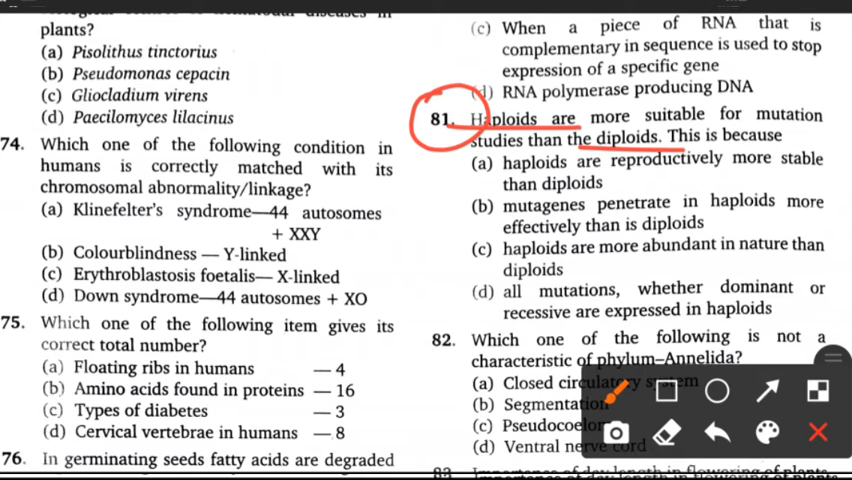 plants?
(a) Pisolithus tinctorius
(b) Pseudomonas cepacin
(c) Gliocladium virens
(d) Paecilomyces lilacinus
74. Which one of the following condition in
humans is correctly matched with its
chromosomal abnormality/linkage?
(a) Klinefelter's syndrome—44 autosomes
+ XXY
(b) Colourblindness — Y-linked
(c) Erythroblastosis foetalis— X-linked
(d) Down syndrome—44 autosomes + XO
75. Which one of the following item gives its
correct total number?
(a) Floating ribs in humans — 4
(b) Amino acids found in proteins — 16
(c) Types of diabetes — 3
(d) Cervical vertebrae in humans — 8
76. In germinating seeds fatty acids are degraded
(c) When a piece of RNA that is
complementary in sequence is used to stop
expression of a specific gene
(d) RNA polymerase producing DNA
81. Haploids are more suitable for mutation
studies than the diploids. This is because
(a) haploids are reproductively more stable
than diploids
(b) mutagenes penetrate in haploids more
effectively than is diploids
(c) haploids are more abundant in nature than
diploids
(d) all mutations, whether dominant or
recessive are expressed in haploids
82. Which one of the following is not a
characteristic of phylum–Annelida?
(a) Closed circulatory system
(b) Segmentation
(c) Pseudocoelom
(d) Ventral nerve cord